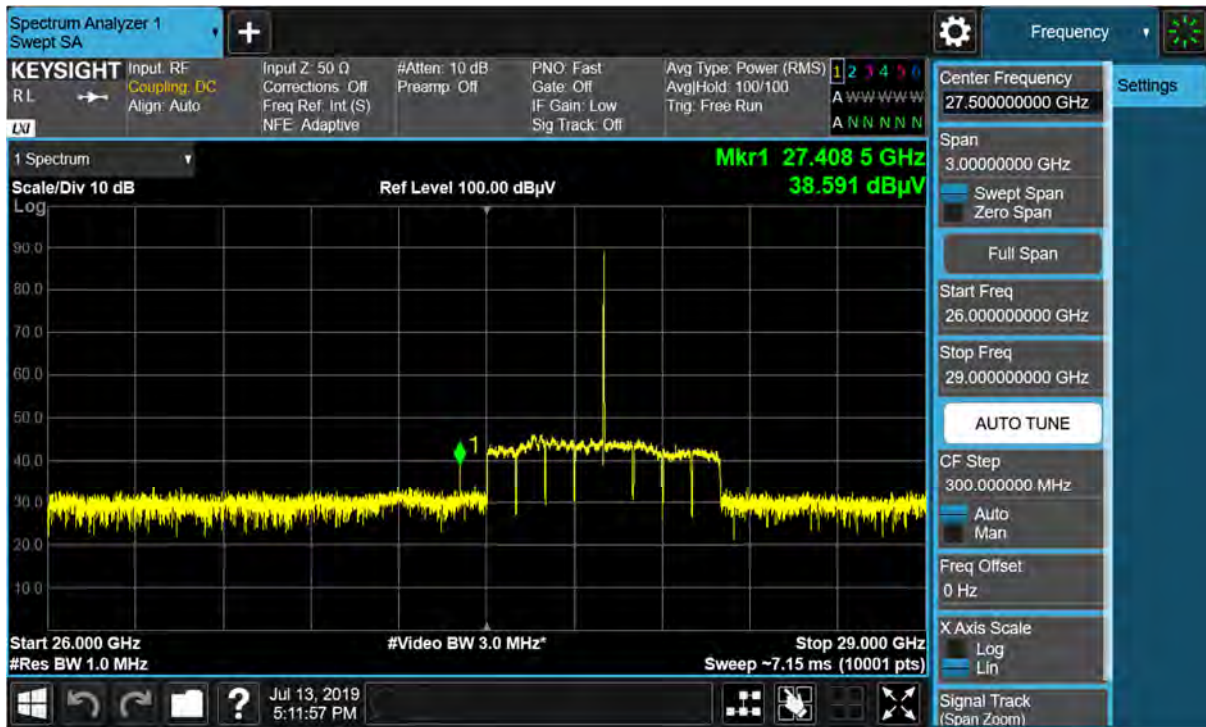 Spectrum Analyzer 1
Swept SA
+
Frequency
KEYSIGHT
RL
LXI
Input: RF
Coupling: DC
Align: Auto
Input Z: 50 Ω
Corrections: Off
Freq Ref: Int (S)
NFE: Adaptive
#Atten: 10 dB
Preamp: Off
PNO: Fast
Gate: Off
IF Gain: Low
Sig Track: Off
Avg Type: Power (RMS)
Avg|Hold: 100/100
Trig: Free Run
1 2 3 4 5 6
A W W W W W
A N N N N N
1 Spectrum
Scale/Div 10 dB
Log
Ref Level 100.00 dBµV
Mkr1 27.408 5 GHz
38.591 dBµV
90.0
80.0
70.0
60.0
50.0
40.0
30.0
20.0
10.0
1
Start 26.000 GHz
#Res BW 1.0 MHz
#Video BW 3.0 MHz*
Stop 29.000 GHz
Sweep ~7.15 ms (10001 pts)
?
Jul 13, 2019
5:11:57 PM
Center Frequency
27.500000000 GHz
Settings
Span
3.00000000 GHz
Swept Span
Zero Span
Full Span
Start Freq
26.000000000 GHz
Stop Freq
29.000000000 GHz
AUTO TUNE
CF Step
300.000000 MHz
Auto
Man
Freq Offset
0 Hz
X Axis Scale
Log
Lin
Signal Track
(Span Zoom)